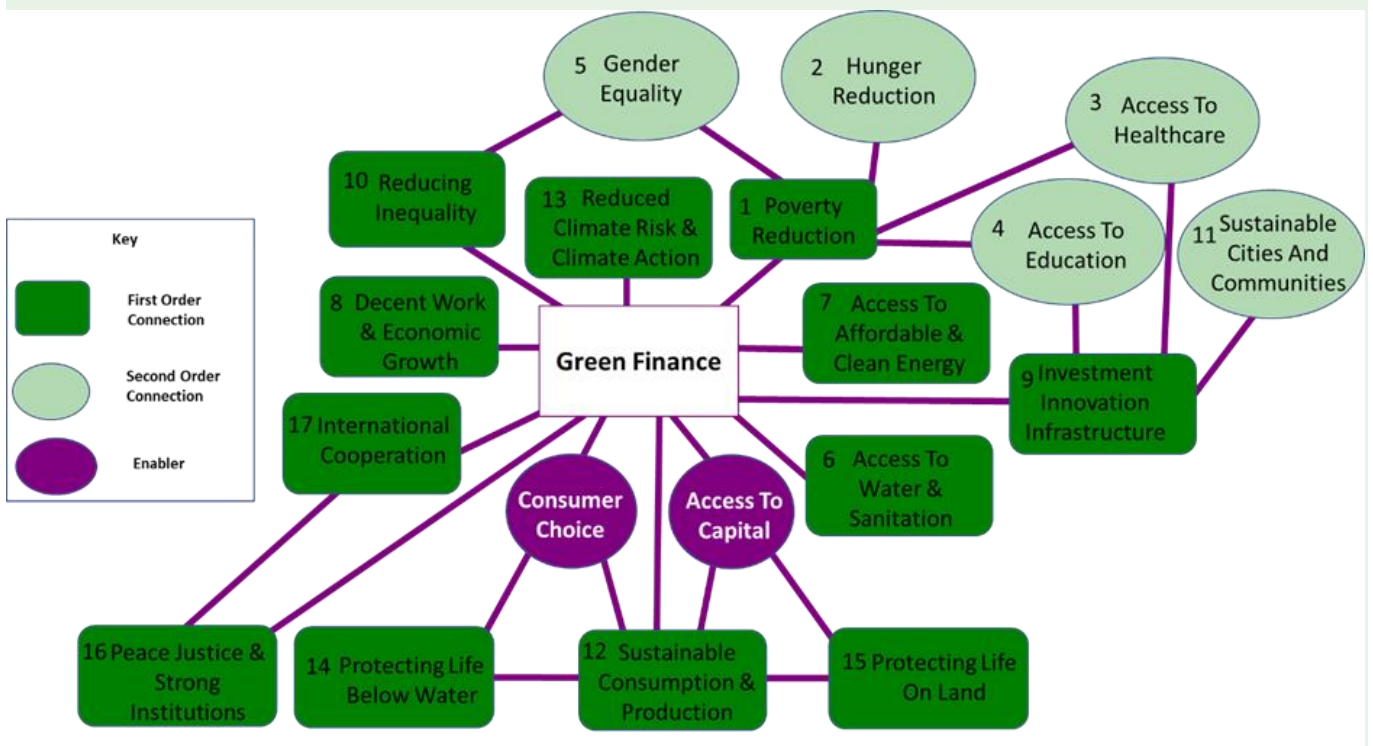 5 Gender
Equality
2 Hunger
Reduction
3 Access To
Healthcare
10 Reducing
Inequality
13 Reduced
Climate Risk &
Climate Action
1 Poverty
Reduction
4 Access To
Education
11 Sustainable
Cities And
Communities
Key
First Order
Connection
Second Order
Connection
Enabler
8 Decent Work
& Economic
Growth
Green Finance
7 Access To
Affordable &
Clean Energy
9 Investment
Innovation
Infrastructure
17 International
Cooperation
Consumer
Choice
Access To
Capital
6 Access To
Water &
Sanitation
16 Peace Justice &
Strong
Institutions
14 Protecting Life
Below Water
12 Sustainable
Consumption &
Production
15 Protecting Life
On Land